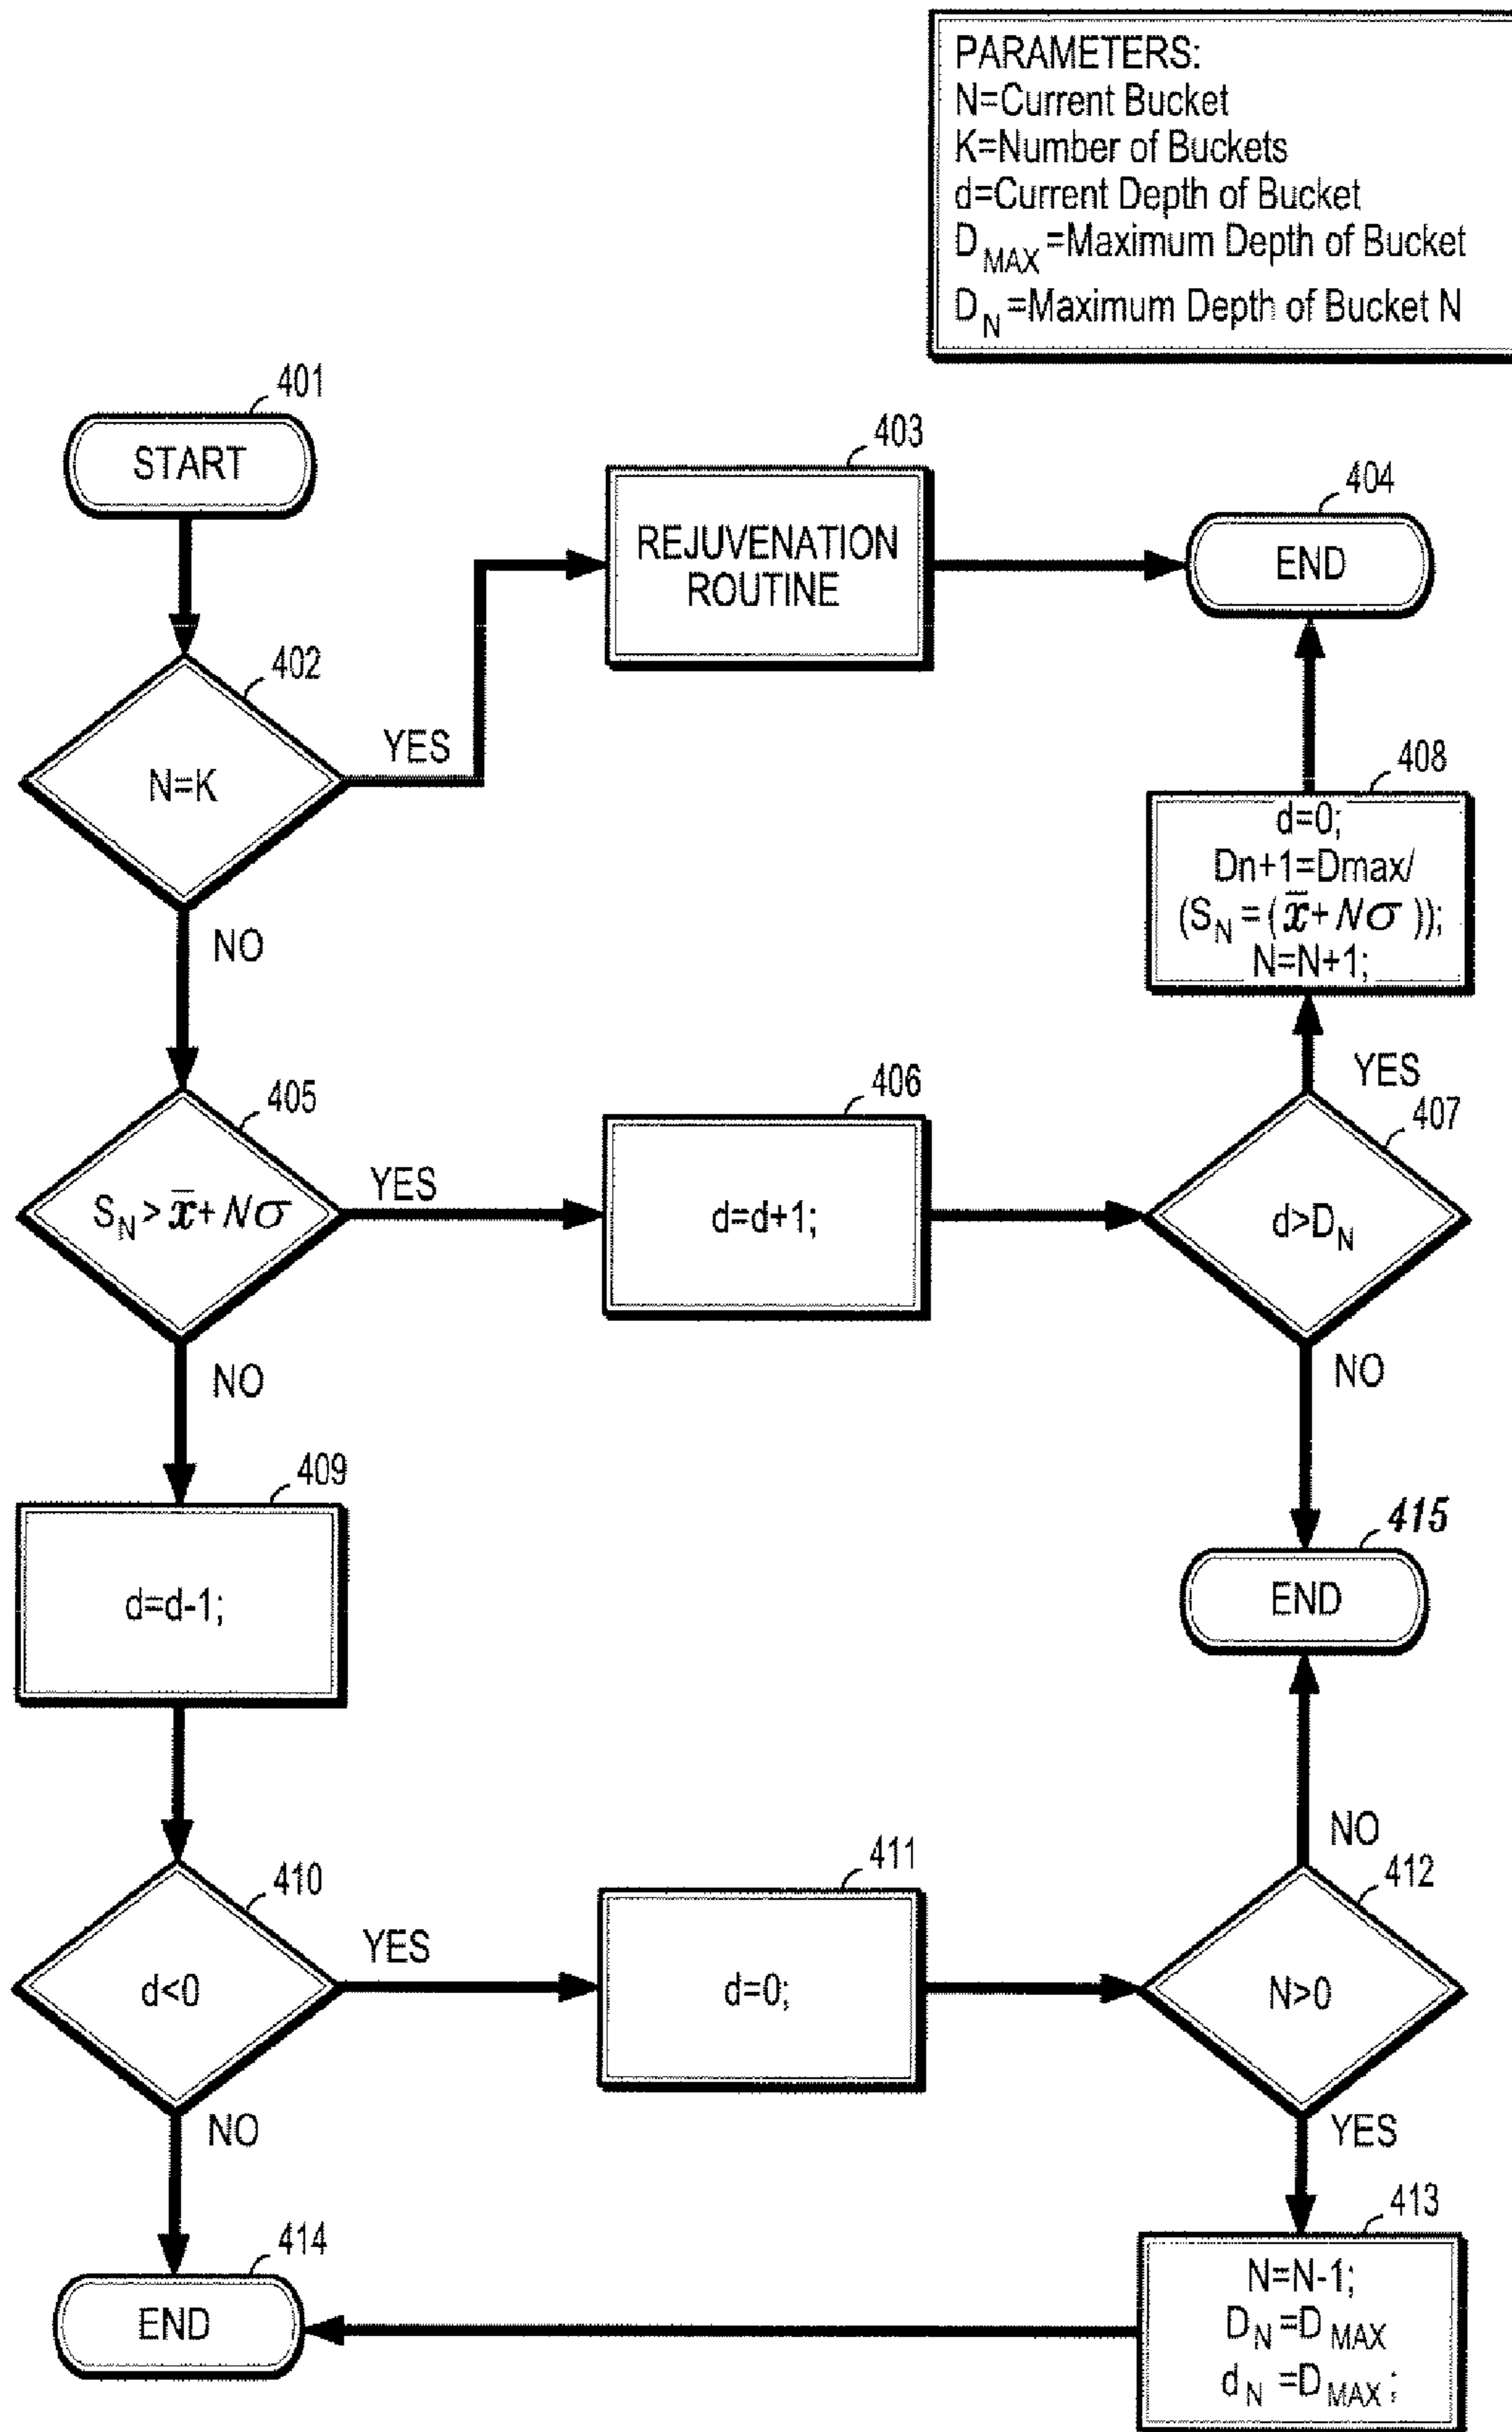 PARAMETERS:
N=Current Bucket
K=Number of Buckets
d=Current Depth of Bucket
D_MAX =Maximum Depth of Bucket
D_N =Maximum Depth of Bucket N
401
START
403
REJUVENATION
ROUTINE
404
END
402
N=K
YES
NO
408
d=0;
Dn+1=Dmax/
(S_N =( x̄+Nσ ));
N=N+1;
405
S_N > x̄+Nσ
YES
NO
406
d=d+1;
YES
407
d>D_N
NO
409
d=d-1;
415
END
410
d<0
YES
NO
411
d=0;
NO
412
N>0
YES
413
N=N-1;
D_N =D_MAX
d_N =D_MAX ;
414
END